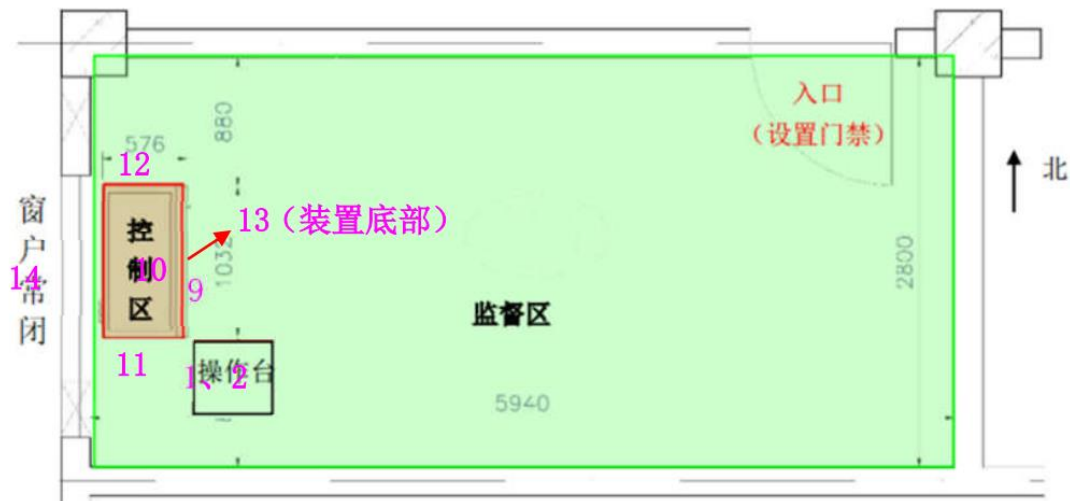 入口
（设置门禁）
880
576
12
北
窗户常闭
14
控制区
10
13（装置底部）
1032
9
2800
监督区
11
操作台
1、2
5940